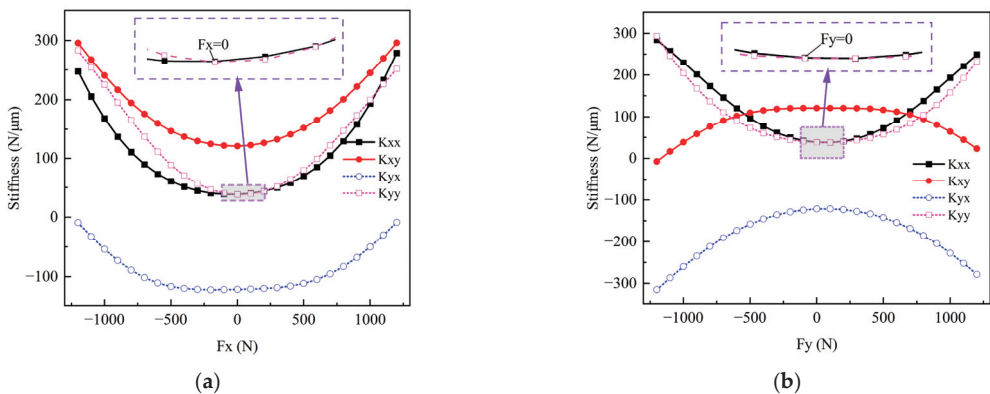 300
200
100
0
−100
Stiffness (N/μm)
Fx=0
Kxx
Kxy
Kyx
Kyy
−1000 −500 0 500 1000
Fx (N)
(a)
300
200
100
0
−100
−200
−300
Stiffness (N/μm)
Fy=0
Kxx
Kxy
Kyx
Kyy
−1000 −500 0 500 1000
Fy (N)
(b)